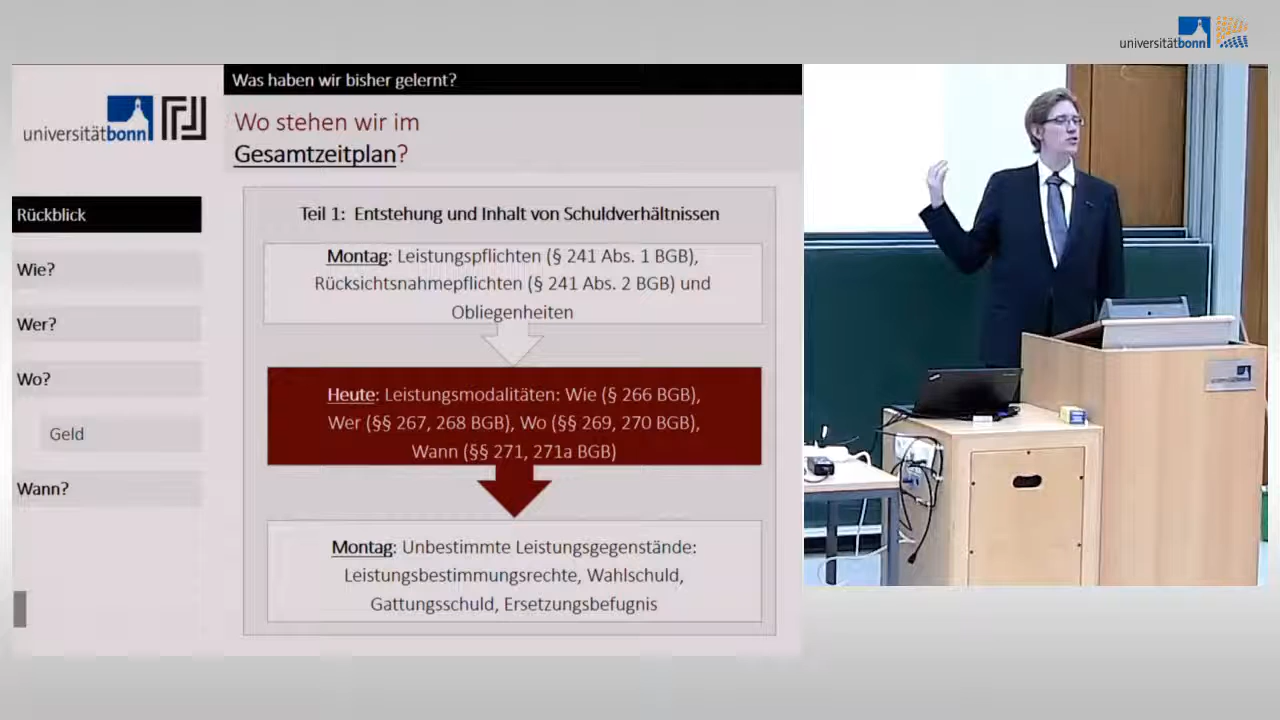 universitätbonn
Was haben wir bisher gelernt?
universitätbonn
Wo stehen wir im
Gesamtzeitplan?
Rückblick
Wie?
Wer?
Wo?
Geld
Wann?
Teil 1: Entstehung und Inhalt von Schuldverhältnissen
Montag: Leistungspflichten (§ 241 Abs. 1 BGB),
Rücksichtsnahmepflichten (§ 241 Abs. 2 BGB) und
Obliegenheiten
Heute: Leistungsmodalitäten: Wie (§ 266 BGB),
Wer (§§ 267, 268 BGB), Wo (§§ 269, 270 BGB),
Wann (§§ 271, 271a BGB)
Montag: Unbestimmte Leistungsgegenstände:
Leistungsbestimmungsrechte, Wahlschuld,
Gattungsschuld, Ersetzungsbefugnis